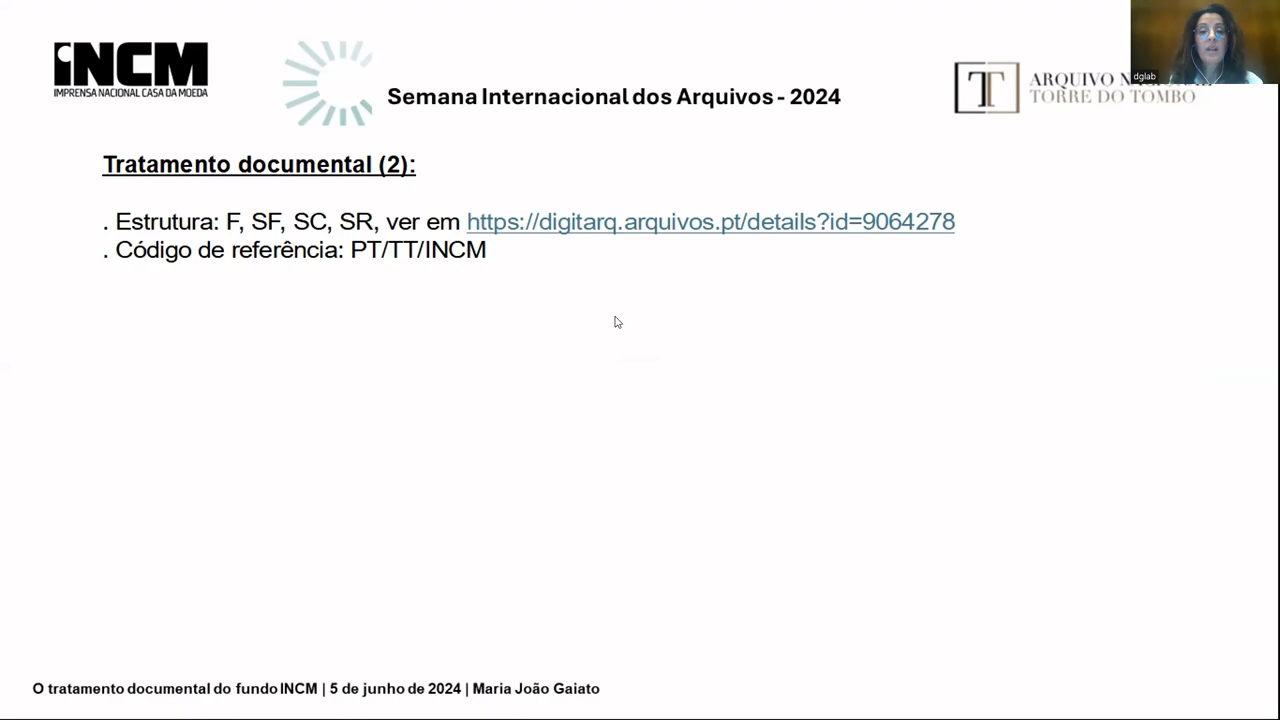 INCM
IMPRENSA NACIONAL CASA DA MOEDA
Semana Internacional dos Arquivos - 2024
T
ARQUIVO
TORRE DO TOMBO
dglab
Tratamento documental (2):
. Estrutura: F, SF, SC, SR, ver em https://digitarq.arquivos.pt/details?id=9064278
. Código de referência: PT/TT/INCM
O tratamento documental do fundo INCM | 5 de junho de 2024 | Maria João Gaiato